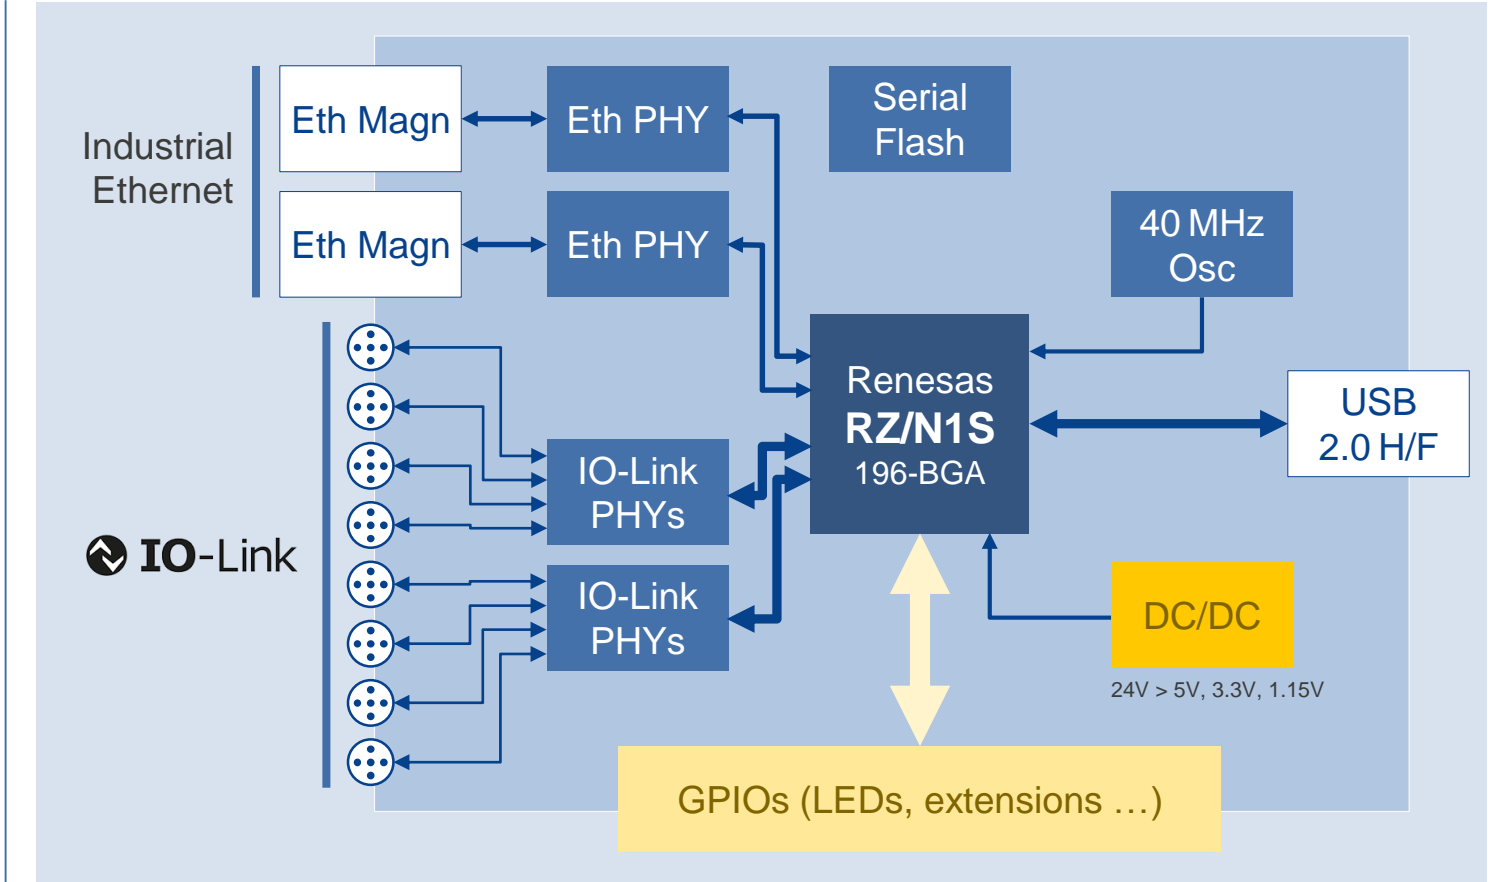 Industrial
Ethernet
Eth Magn
Eth PHY
Serial
Flash
Eth Magn
Eth PHY
40 MHz
Osc
Renesas
RZ/N1S
196-BGA
USB
2.0 H/F
IO-Link
PHYs
IO-Link
IO-Link
PHYs
DC/DC
24V > 5V, 3.3V, 1.15V
GPIOs (LEDs, extensions …)